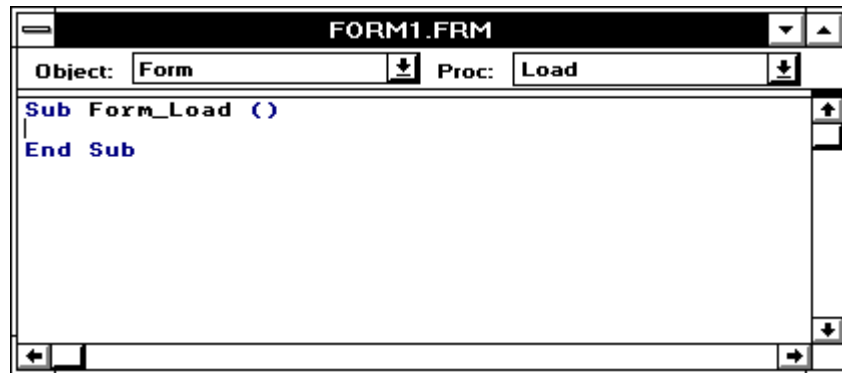 FORM1.FRM
Object: Form Proc: Load
Sub Form_Load ()
End Sub